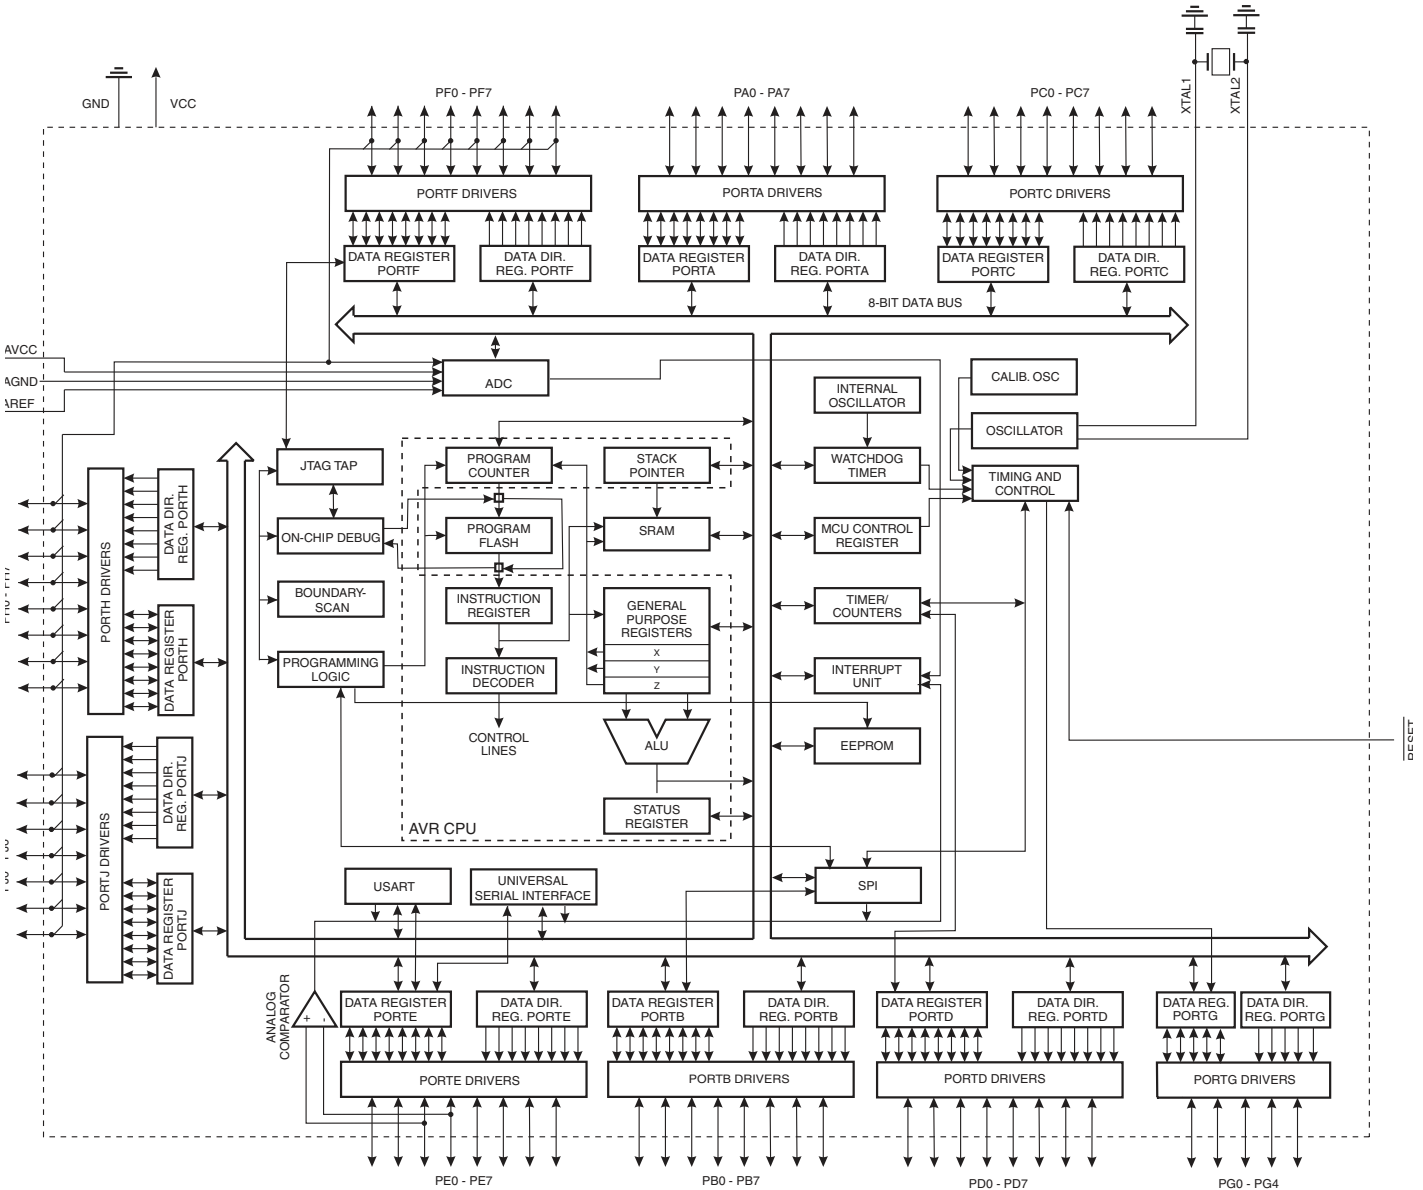 XTAL1
XTAL2
GND
VCC
PF0 - PF7
PA0 - PA7
PC0 - PC7
PORTF DRIVERS
PORTA DRIVERS
PORTC DRIVERS
DATA REGISTER
PORTF
DATA DIR.
REG. PORTF
DATA REGISTER
PORTA
DATA DIR.
REG. PORTA
DATA REGISTER
PORTC
DATA DIR.
REG. PORTC
8-BIT DATA BUS
AVCC
AGND
AREF
ADC
INTERNAL
OSCILLATOR
CALIB. OSC
OSCILLATOR
JTAG TAP
PROGRAM
COUNTER
STACK
POINTER
WATCHDOG
TIMER
TIMING AND
CONTROL
ON-CHIP DEBUG
PROGRAM
FLASH
SRAM
MCU CONTROL
REGISTER
BOUNDARY-
SCAN
INSTRUCTION
REGISTER
GENERAL
PURPOSE
REGISTERS
X
Y
Z
TIMER/
COUNTERS
PROGRAMMING
LOGIC
INSTRUCTION
DECODER
INTERRUPT
UNIT
CONTROL
LINES
ALU
EEPROM
RESET
STATUS
REGISTER
AVR CPU
PORTH DRIVERS
DATA DIR.
REG. PORTH
DATA REGISTER
PORTH
PORTJ DRIVERS
DATA DIR.
REG. PORTJ
DATA REGISTER
PORTJ
USART
UNIVERSAL
SERIAL INTERFACE
SPI
ANALOG
COMPARATOR
+
-
DATA REGISTER
PORTE
DATA DIR.
REG. PORTE
DATA REGISTER
PORTB
DATA DIR.
REG. PORTB
DATA REGISTER
PORTD
DATA DIR.
REG. PORTD
DATA REG.
PORTG
DATA DIR.
REG. PORTG
PORTE DRIVERS
PORTB DRIVERS
PORTD DRIVERS
PORTG DRIVERS
PE0 - PE7
PB0 - PB7
PD0 - PD7
PG0 - PG4